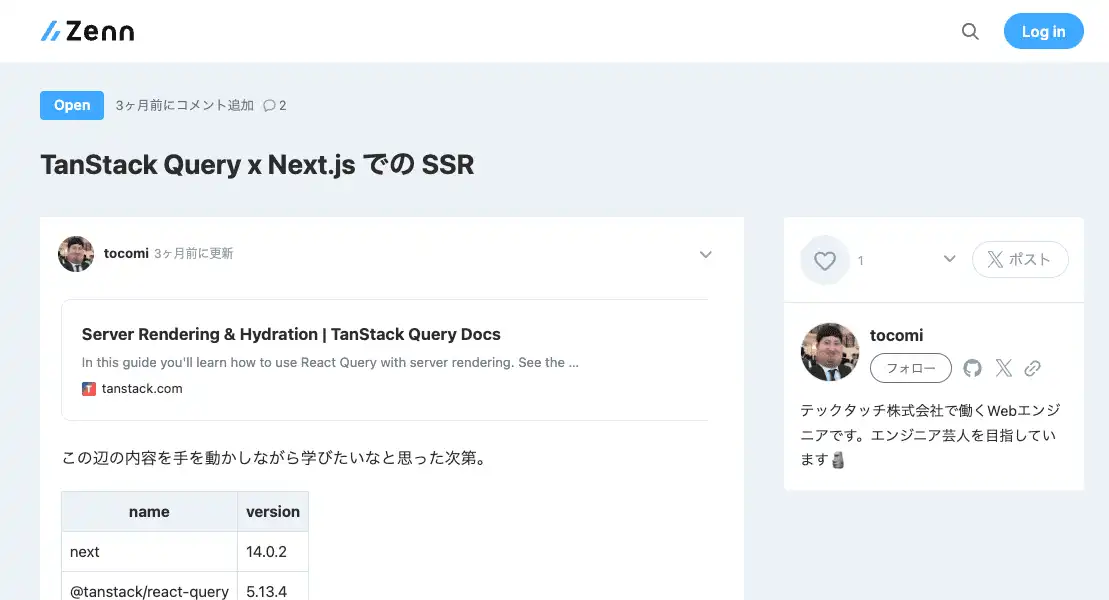 Zenn
Log in
Open 3ヶ月前にコメント追加 2
TanStack Query x Next.js での SSR
tocomi 3ヶ月前に更新
Server Rendering & Hydration | TanStack Query Docs
In this guide you'll learn how to use React Query with server rendering. See the ...
tanstack.com
この辺の内容を手を動かしながら学びたいなと思った次第。
name version
next 14.0.2
@tanstack/react-query 5.13.4
1
ポスト
tocomi
フォロー
テックタッチ株式会社で働くWebエンジ
ニアです。エンジニア芸人を目指してい
ます🗿